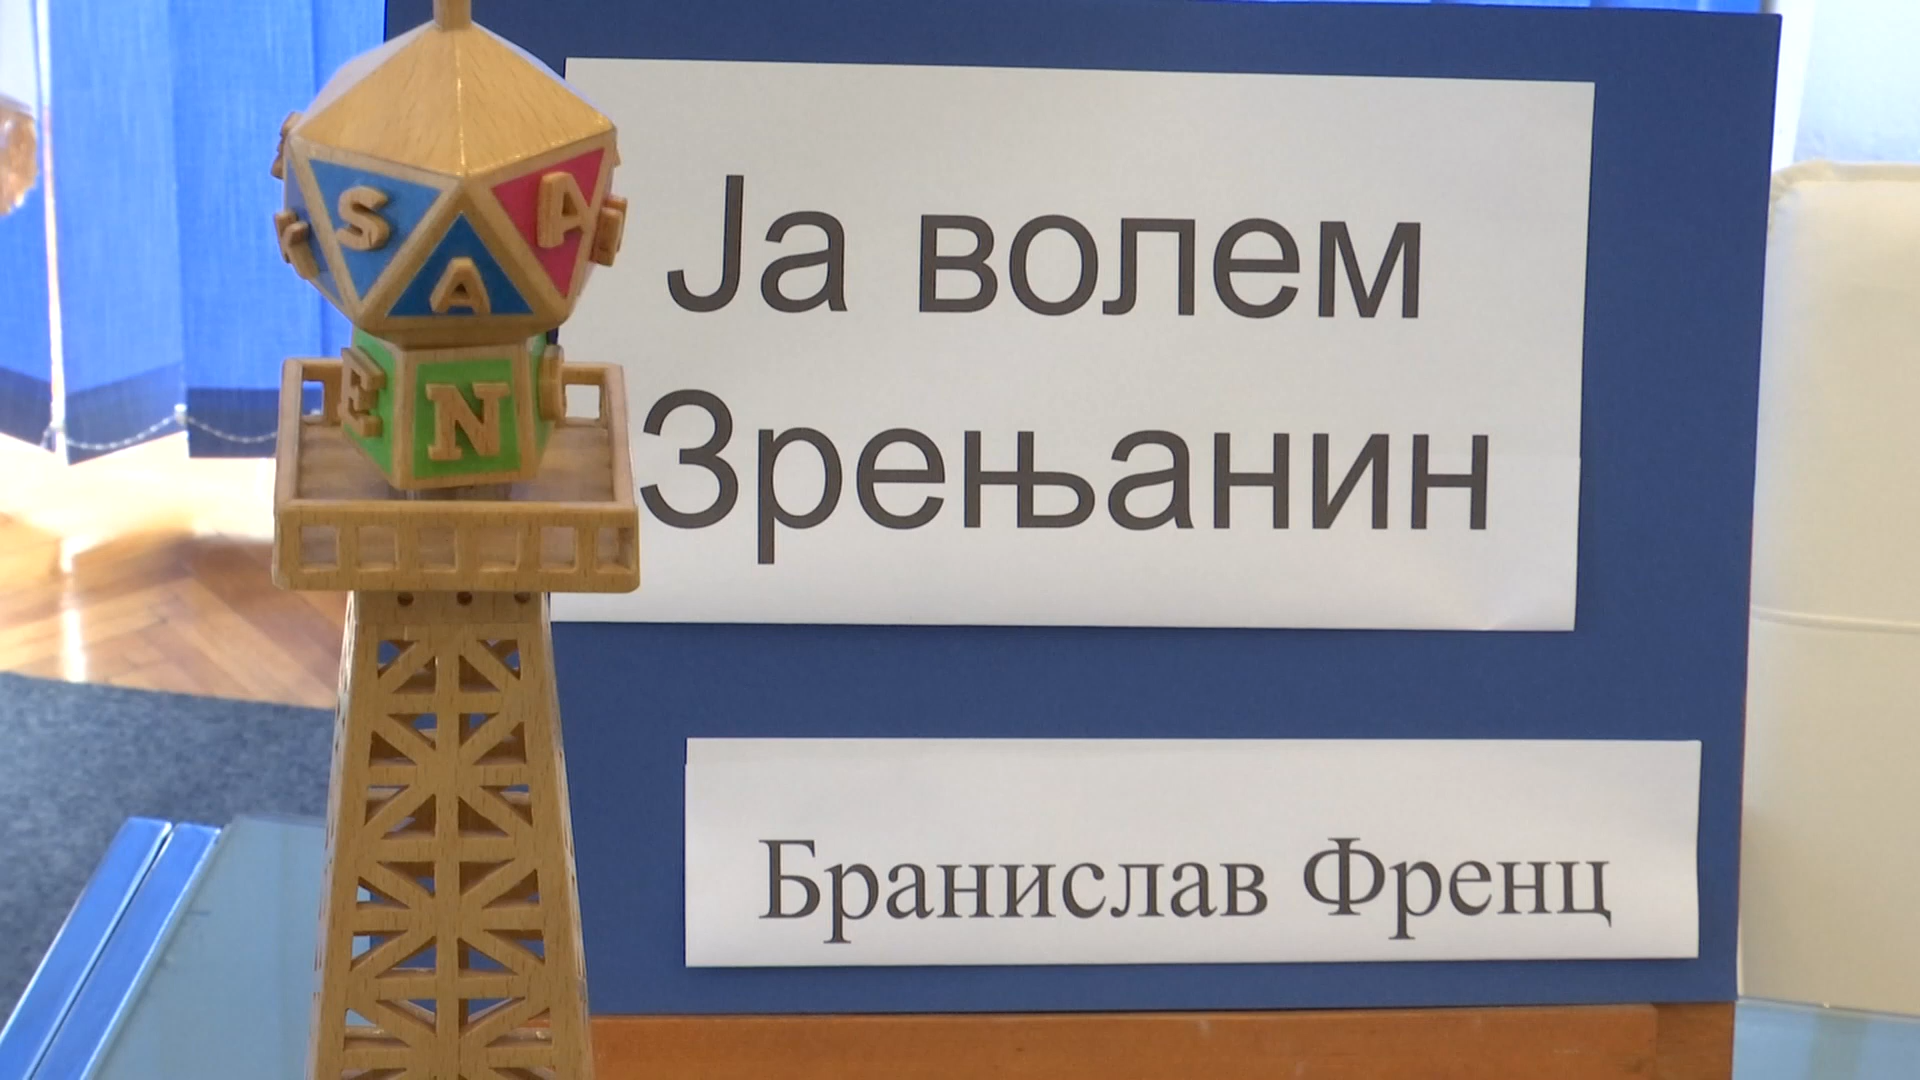 Ја волем
Зрењанин
Бранислав Френц
S A
A
E N